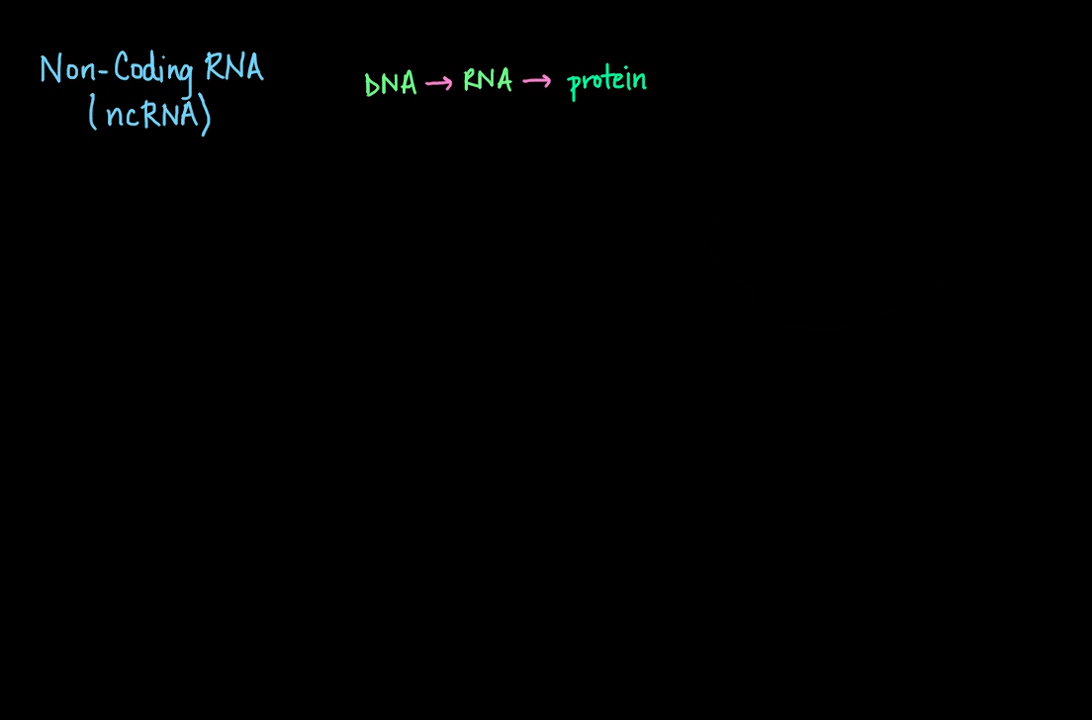 Non-Coding RNA
(ncRNA)
DNA → RNA → protein